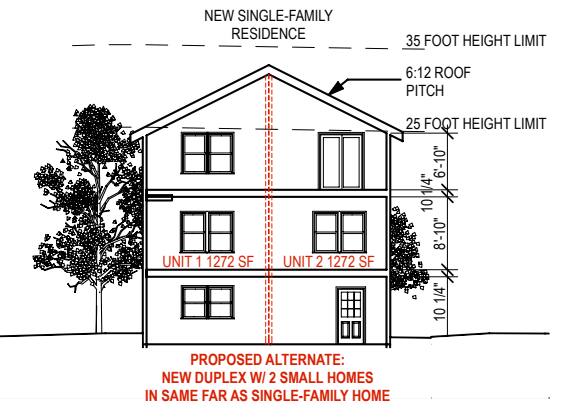 NEW SINGLE-FAMILY
RESIDENCE
35 FOOT HEIGHT LIMIT
6:12 ROOF
PITCH
25 FOOT HEIGHT LIMIT
6'-10"
10 1/4"
8'-10"
10 1/4"
UNIT 1 1272 SF
UNIT 2 1272 SF
PROPOSED ALTERNATE:
NEW DUPLEX W/ 2 SMALL HOMES
IN SAME FAR AS SINGLE-FAMILY HOME